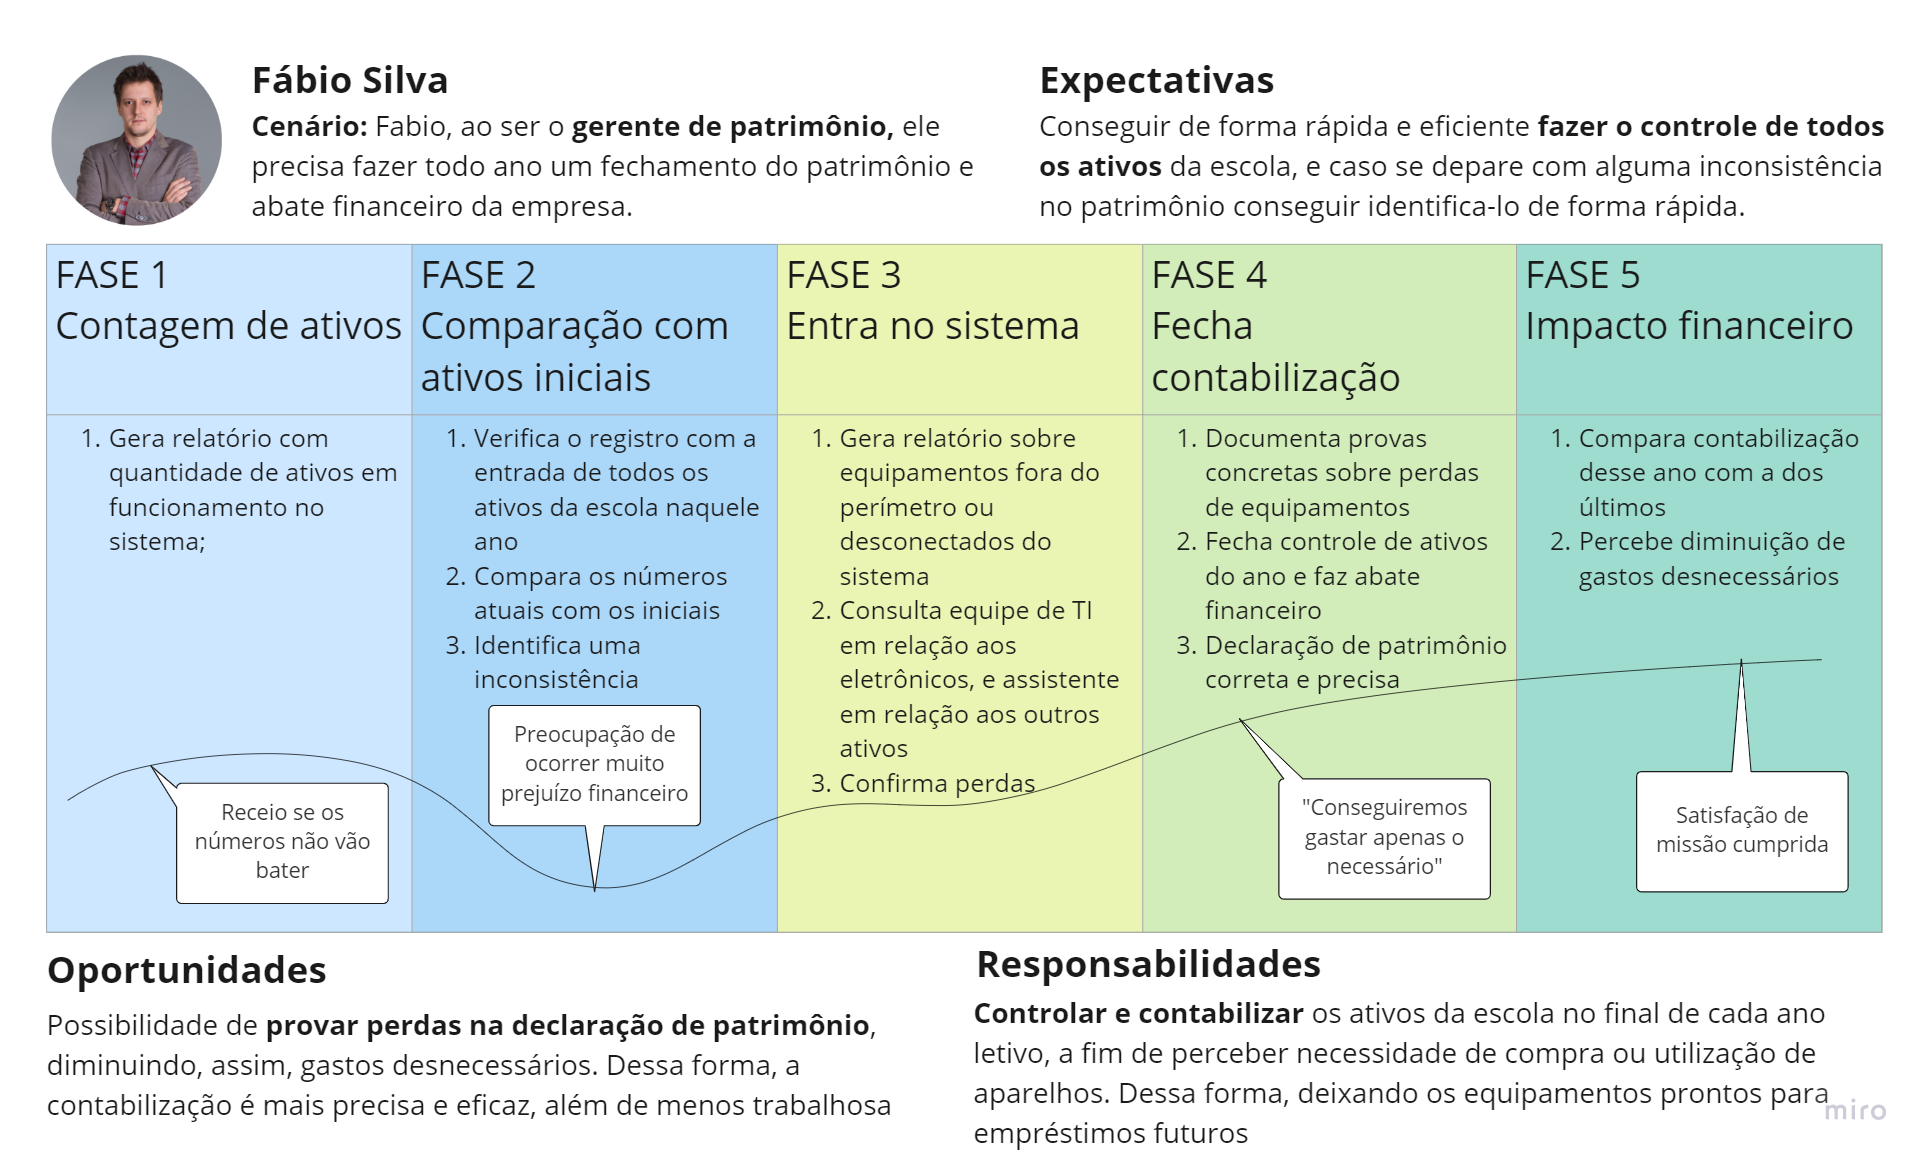 Fábio Silva
Cenário: Fabio, ao ser o gerente de patrimônio, ele
precisa fazer todo ano um fechamento do patrimônio e
abate financeiro da empresa.
Expectativas
Conseguir de forma rápida e eficiente fazer o controle de todos
os ativos da escola, e caso se depare com alguma inconsistência
no patrimônio conseguir identifica-lo de forma rápida.
FASE 1
Contagem de ativos
FASE 2
Comparação com
ativos iniciais
FASE 3
Entra no sistema
FASE 4
Fecha
contabilização
FASE 5
Impacto financeiro
1. Gera relatório com
quantidade de ativos em
funcionamento no
sistema;
1. Verifica o registro com a
entrada de todos os
ativos da escola naquele
ano
2. Compara os números
atuais com os iniciais
3. Identifica uma
inconsistência
1. Gera relatório sobre
equipamentos fora do
perímetro ou
desconectados do
sistema
2. Consulta equipe de TI
em relação aos
eletrônicos, e assistente
em relação aos outros
ativos
3. Confirma perdas
1. Documenta provas
concretas sobre perdas
de equipamentos
2. Fecha controle de ativos
do ano e faz abate
financeiro
3. Declaração de patrimônio
correta e precisa
1. Compara contabilização
desse ano com a dos
últimos
2. Percebe diminuição de
gastos desnecessários
Receio se os
números não vão
bater
Preocupação de
ocorrer muito
prejuízo financeiro
"Conseguiremos
gastar apenas o
necessário"
Satisfação de
missão cumprida
Oportunidades
Possibilidade de provar perdas na declaração de patrimônio,
diminuindo, assim, gastos desnecessários. Dessa forma, a
contabilização é mais precisa e eficaz, além de menos trabalhosa
Responsabilidades
Controlar e contabilizar os ativos da escola no final de cada ano
letivo, a fim de perceber necessidade de compra ou utilização de
aparelhos. Dessa forma, deixando os equipamentos prontos para
empréstimos futuros
miro